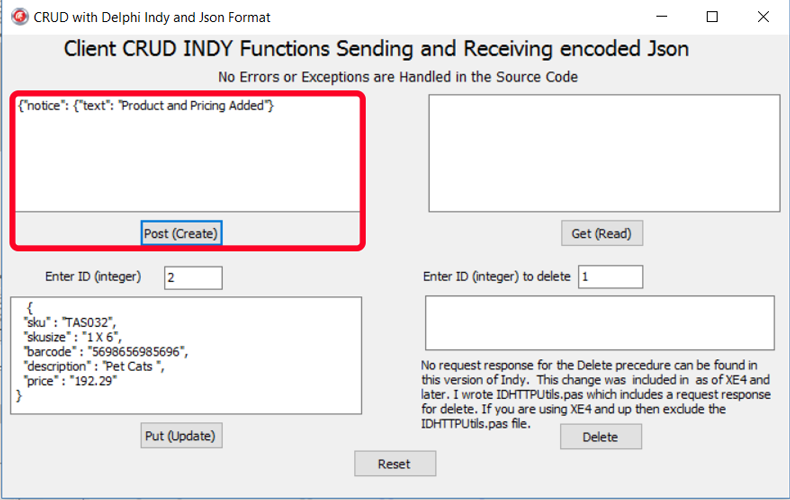 CRUD with Delphi Indy and Json Format
Client CRUD INDY Functions Sending and Receiving encoded Json
No Errors or Exceptions are Handled in the Source Code
{"notice": {"text": "Product and Pricing Added"}
Post (Create)
Get (Read)
Enter ID (integer)
2
Enter ID (integer) to delete
1
{
"sku" : "TAS032",
"skusize" : "1 X 6",
"barcode" : "5698656985696",
"description" : "Pet Cats ",
"price" : "192.29"
}
No request response for the Delete precedure can be found in
this version of Indy.  This change was  included in  as of XE4 and
later. I wrote IDHTTPUtils.pas which includes a request response
for delete. If you are using XE4 and up then exclude the
IDHTTPUtils.pas file.
Put (Update)
Delete
Reset